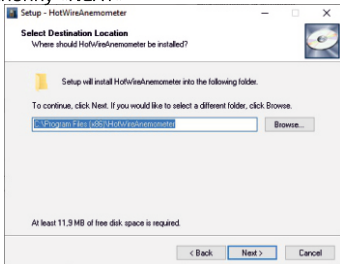 Setup - HotWireAnemometer
Select Destination Location
Where should HotWireAnemometer be installed?
Setup will install HotWireAnemometer into the following folder.
To continue, click Next. If you would like to select a different folder, click Browse.
C:\Program Files (x86)\HotWireAnemometer
Browse...
At least 11,9 MB of free disk space is required.
< Back
Next >
Cancel